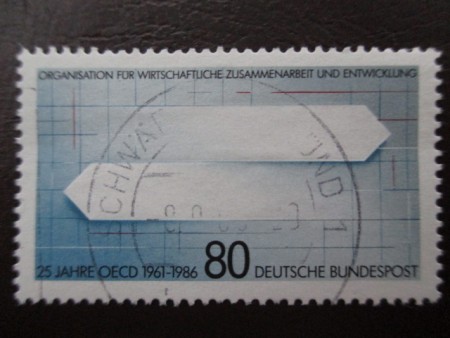 ORGANISATION FÜR WIRTSCHAFTLICHE ZUSAMMENARBEIT UND ENTWICKLUNG
25 JAHRE OECD 1961-1986 80 DEUTSCHE BUNDESPOST